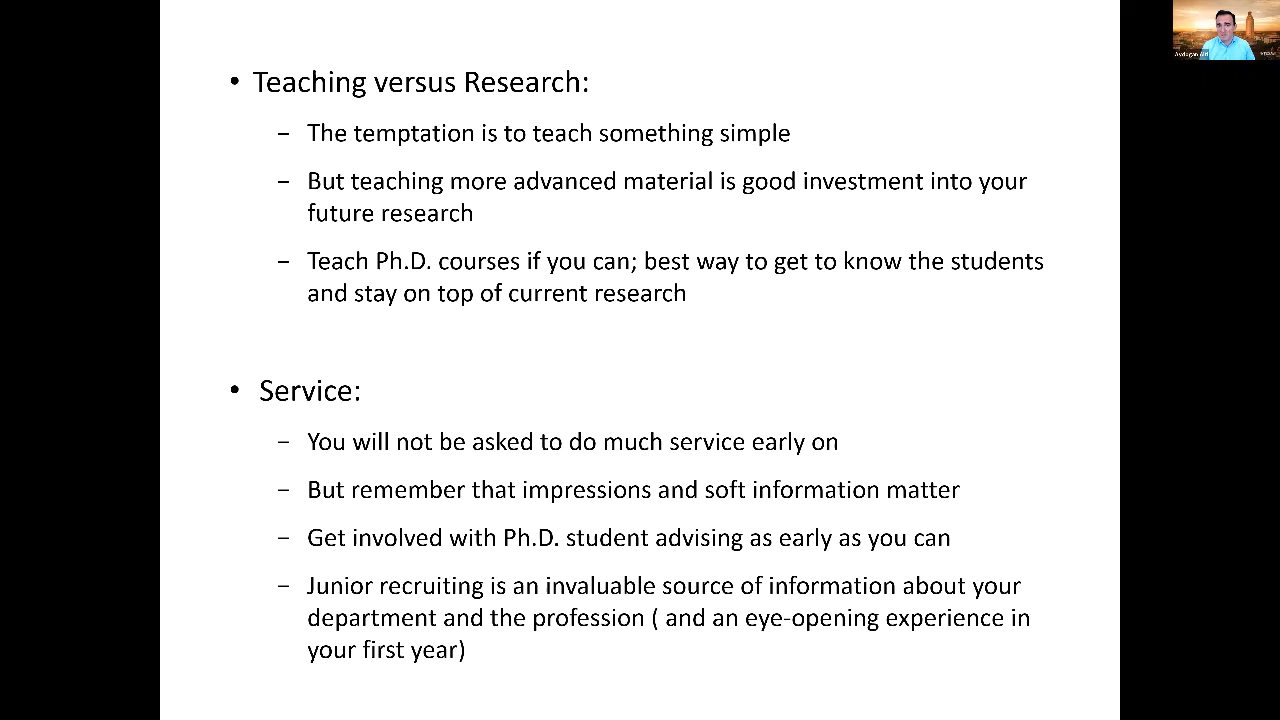 • Teaching versus Research:
– The temptation is to teach something simple
– But teaching more advanced material is good investment into your
future research
– Teach Ph.D. courses if you can; best way to get to know the students
and stay on top of current research
• Service:
– You will not be asked to do much service early on
– But remember that impressions and soft information matter
– Get involved with Ph.D. student advising as early as you can
– Junior recruiting is an invaluable source of information about your
department and the profession ( and an eye-opening experience in
your first year)
Aydogan Alti